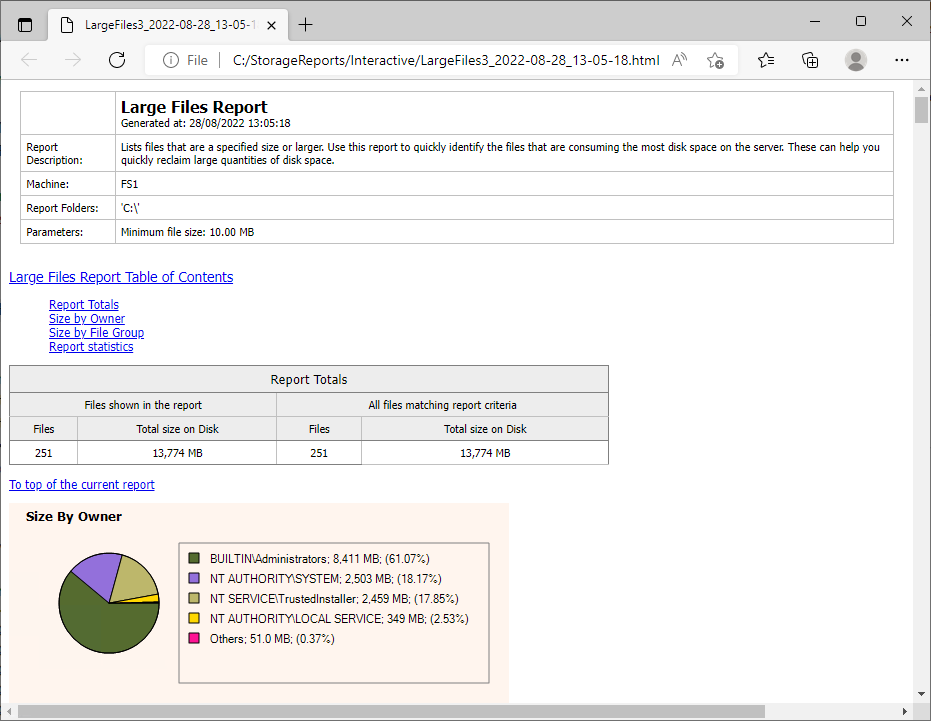 LargeFiles3_2022-08-28_13-05-1
File
C:/StorageReports/Interactive/LargeFiles3_2022-08-28_13-05-18.html
Large Files Report
Generated at: 28/08/2022 13:05:18
Report Description:
Lists files that are a specified size or larger. Use this report to quickly identify the files that are consuming the most disk space on the server. These can help you
quickly reclaim large quantities of disk space.
Machine:
FS1
Report Folders:
'C:\'
Parameters:
Minimum file size: 10.00 MB
Large Files Report Table of Contents
Report Totals
Size by Owner
Size by File Group
Report statistics
Report Totals
Files shown in the report
All files matching report criteria
Files
Total size on Disk
Files
Total size on Disk
251
13,774 MB
251
13,774 MB
To top of the current report
Size By Owner
BUILTIN\Administrators; 8,411 MB; (61.07%)
NT AUTHORITY\SYSTEM; 2,503 MB; (18.17%)
NT SERVICE\TrustedInstaller; 2,459 MB; (17.85%)
NT AUTHORITY\LOCAL SERVICE; 349 MB; (2.53%)
Others; 51.0 MB; (0.37%)